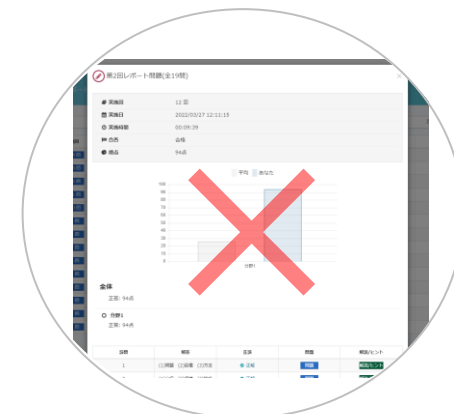 第2回レポート問題(全19問)
×
実施回 12 回
実施日 2022/03/27 12:11:15
実施時間 00:09:39
合否 合格
得点 94点
平均 あなた
100
90
80
70
60
50
40
30
20
10
0
分野1
全体
正答: 94点
分野1
正答: 94点
設問 解答 正誤 問題 解説/ヒント
1 正解 問題 解説/ヒント